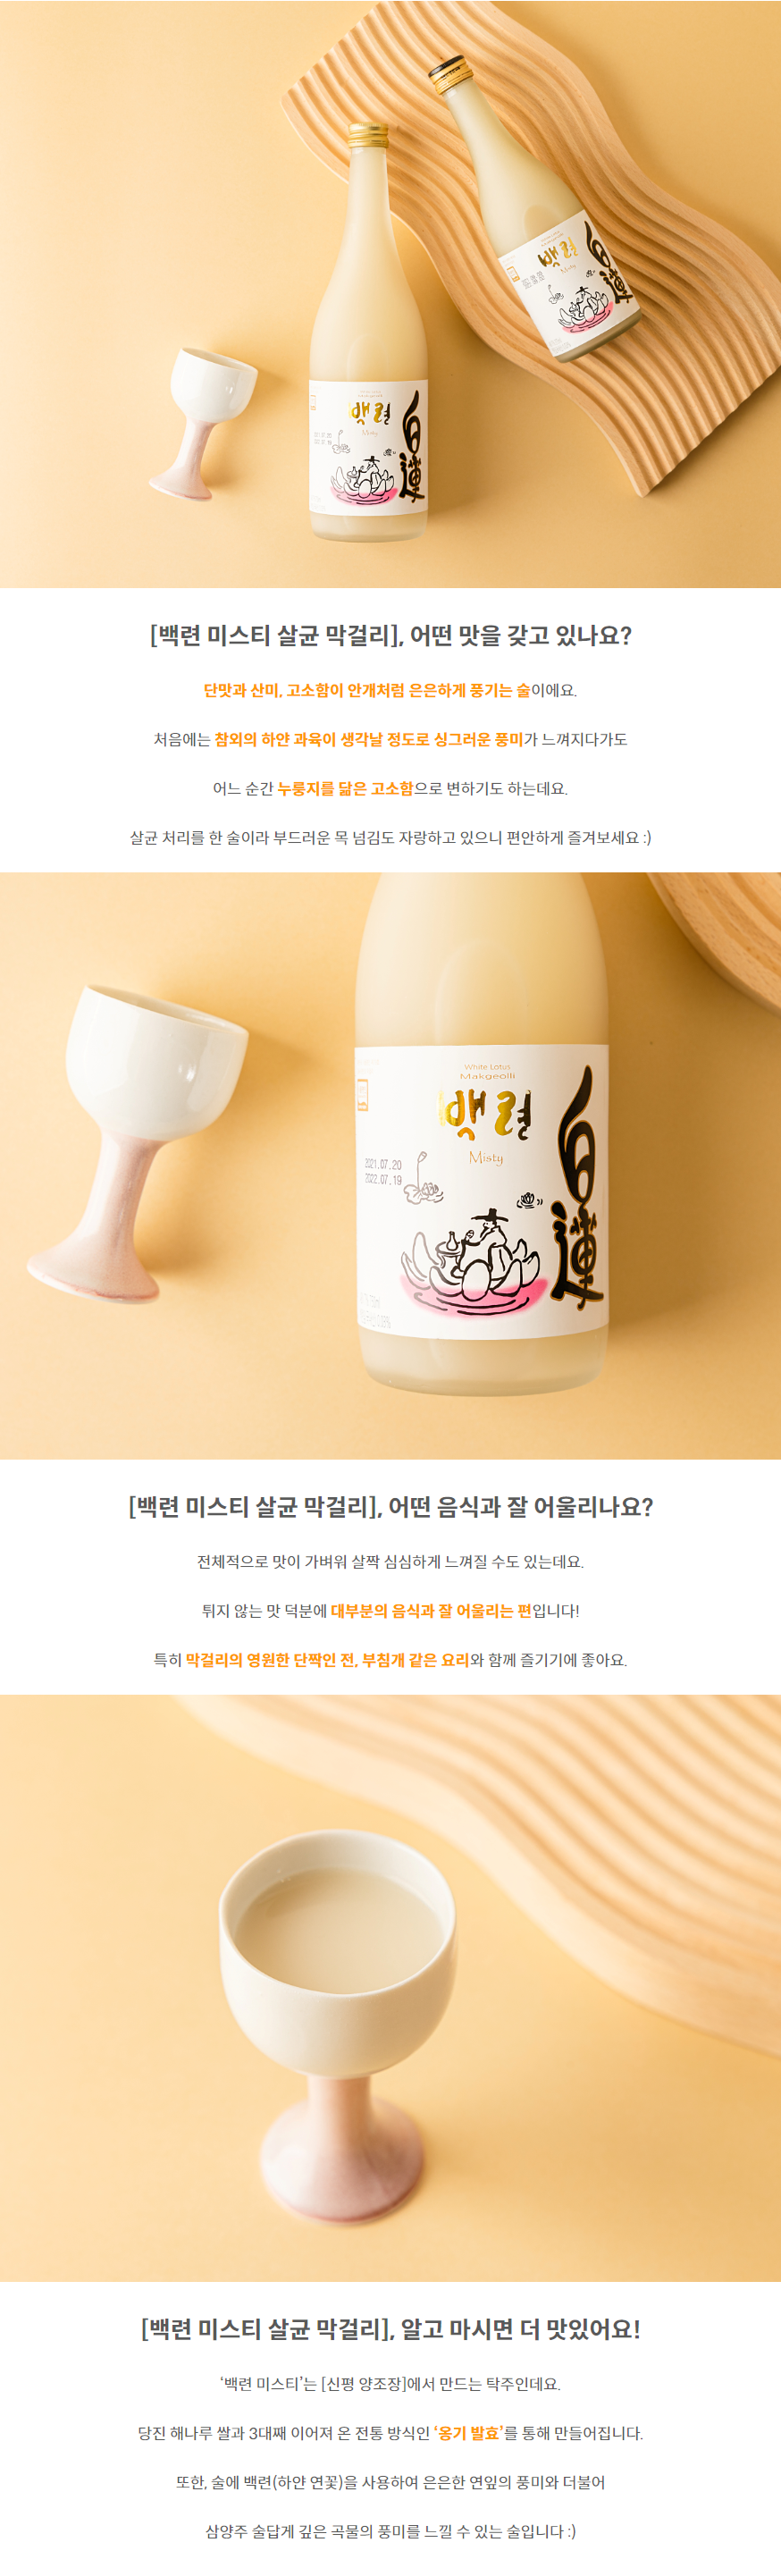 백련
白蓮
Misty
백련
白蓮
Misty
[백련 미스티 살균 막걸리], 어떤 맛을 갖고 있나요?
단맛과 산미, 고소함이 안개처럼 은은하게 풍기는 술이에요.
처음에는 참외의 하얀 과육이 생각날 정도로 싱그러운 풍미가 느껴지다가도
어느 순간 누룽지를 닮은 고소함으로 변하기도 하는데요.
살균 처리를 한 술이라 부드러운 목 넘김도 자랑하고 있으니 편안하게 즐겨보세요 :)
White Lotus
Makgeolli
백련
白蓮
Misty
2021.07.20
2022.07.19
[백련 미스티 살균 막걸리], 어떤 음식과 잘 어울리나요?
전체적으로 맛이 가벼워 살짝 심심하게 느껴질 수도 있는데요.
튀지 않는 맛 덕분에 대부분의 음식과 잘 어울리는 편입니다!
특히 막걸리의 영원한 단짝인 전, 부침개 같은 요리와 함께 즐기기에 좋아요.
[백련 미스티 살균 막걸리], 알고 마시면 더 맛있어요!
‘백련 미스티’는 [신평 양조장]에서 만드는 탁주인데요.
당진 해나루 쌀과 3대째 이어져 온 전통 방식인 ‘옹기 발효’를 통해 만들어집니다.
또한, 술에 백련(하얀 연꽃)을 사용하여 은은한 연잎의 풍미와 더불어
삼양주 술답게 깊은 곡물의 풍미를 느낄 수 있는 술입니다 :)